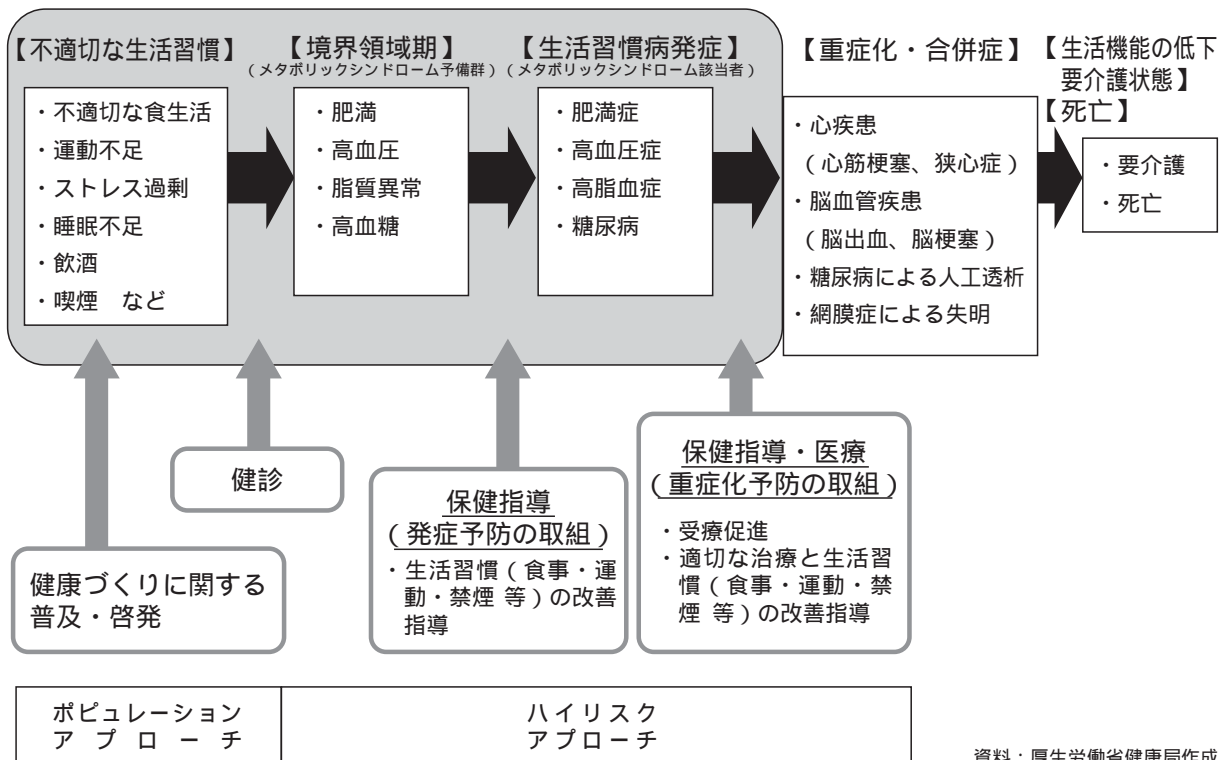 【不適切な生活習慣】
・不適切な食生活
・運動不足
・ストレス過剰
・睡眠不足
・飲酒
・喫煙 など
【境界領域期】
（メタボリックシンドローム予備群）
・肥満
・高血圧
・脂質異常
・高血糖
【生活習慣病発症】
（メタボリックシンドローム該当者）
・肥満症
・高血圧症
・高脂血症
・糖尿病
【重症化・合併症】
・心疾患
（心筋梗塞、狭心症）
・脳血管疾患
（脳出血、脳梗塞）
・糖尿病による人工透析
・網膜症による失明
【生活機能の低下
要介護状態】
【死亡】
・要介護
・死亡
健康づくりに関する
普及・啓発
健診
保健指導
（発症予防の取組）
・生活習慣（食事・運
動・禁煙 等）の改善
指導
保健指導・医療
（重症化予防の取組）
・受療促進
・適切な治療と生活習
慣（食事・運動・禁
煙 等）の改善指導
ポピュレーション
アプローチ
ハイリスク
アプローチ
資料：厚生労働省健康局作成